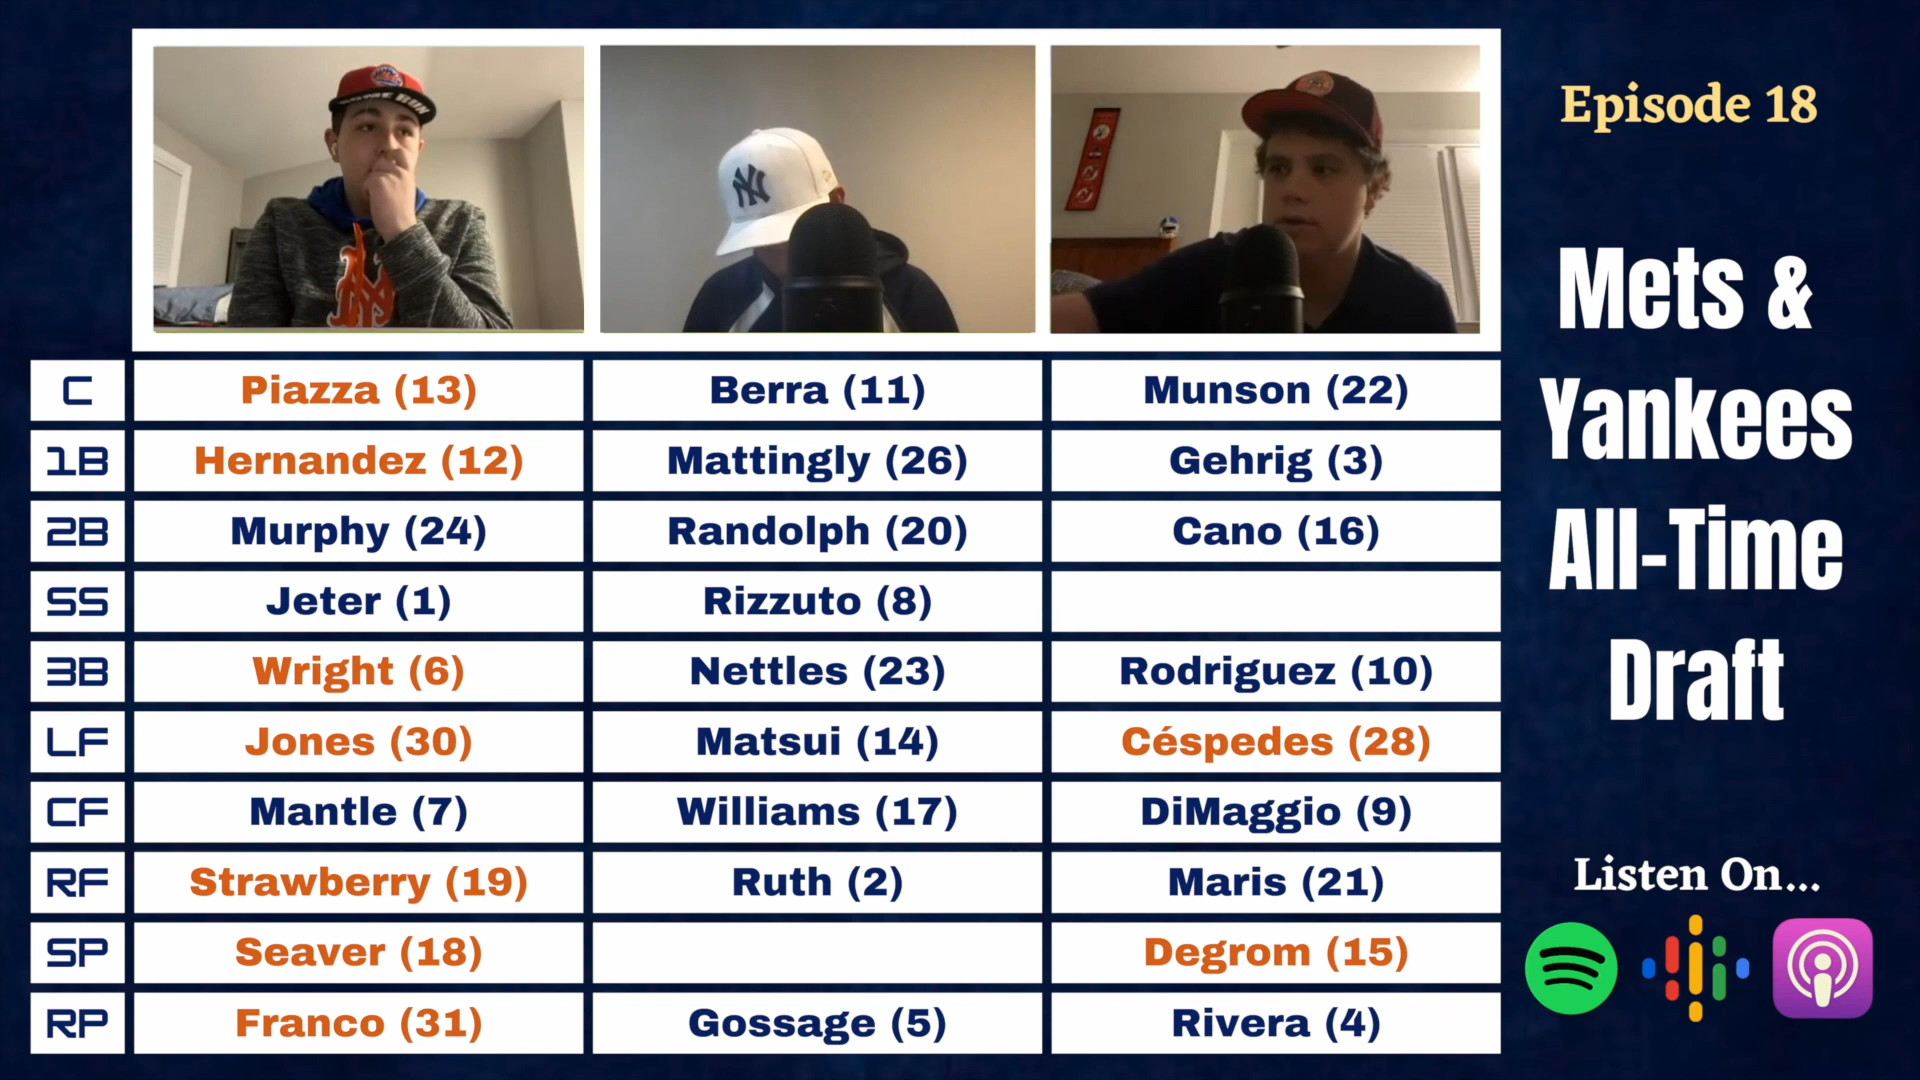 Episode 18
Mets &
Yankees
All-Time
Draft
C Piazza (13) Berra (11) Munson (22)
1B Hernandez (12) Mattingly (26) Gehrig (3)
2B Murphy (24) Randolph (20) Cano (16)
SS Jeter (1) Rizzuto (8)
3B Wright (6) Nettles (23) Rodriguez (10)
LF Jones (30) Matsui (14) Céspedes (28)
CF Mantle (7) Williams (17) DiMaggio (9)
RF Strawberry (19) Ruth (2) Maris (21)
SP Seaver (18) Degrom (15)
RP Franco (31) Gossage (5) Rivera (4)
Listen On...
NY